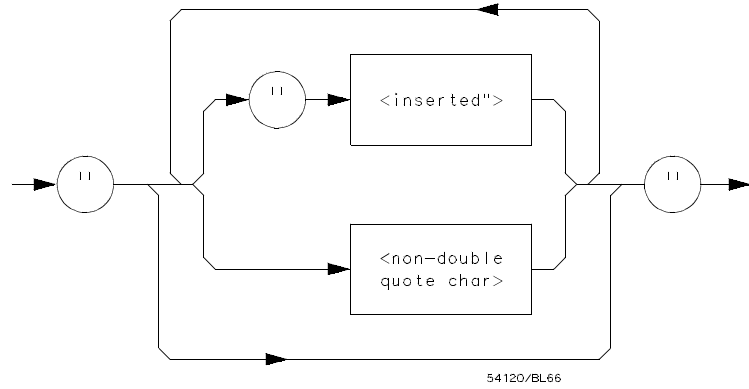 "
<inserted">
"
"
<non-double
quote char>
54120/BL66